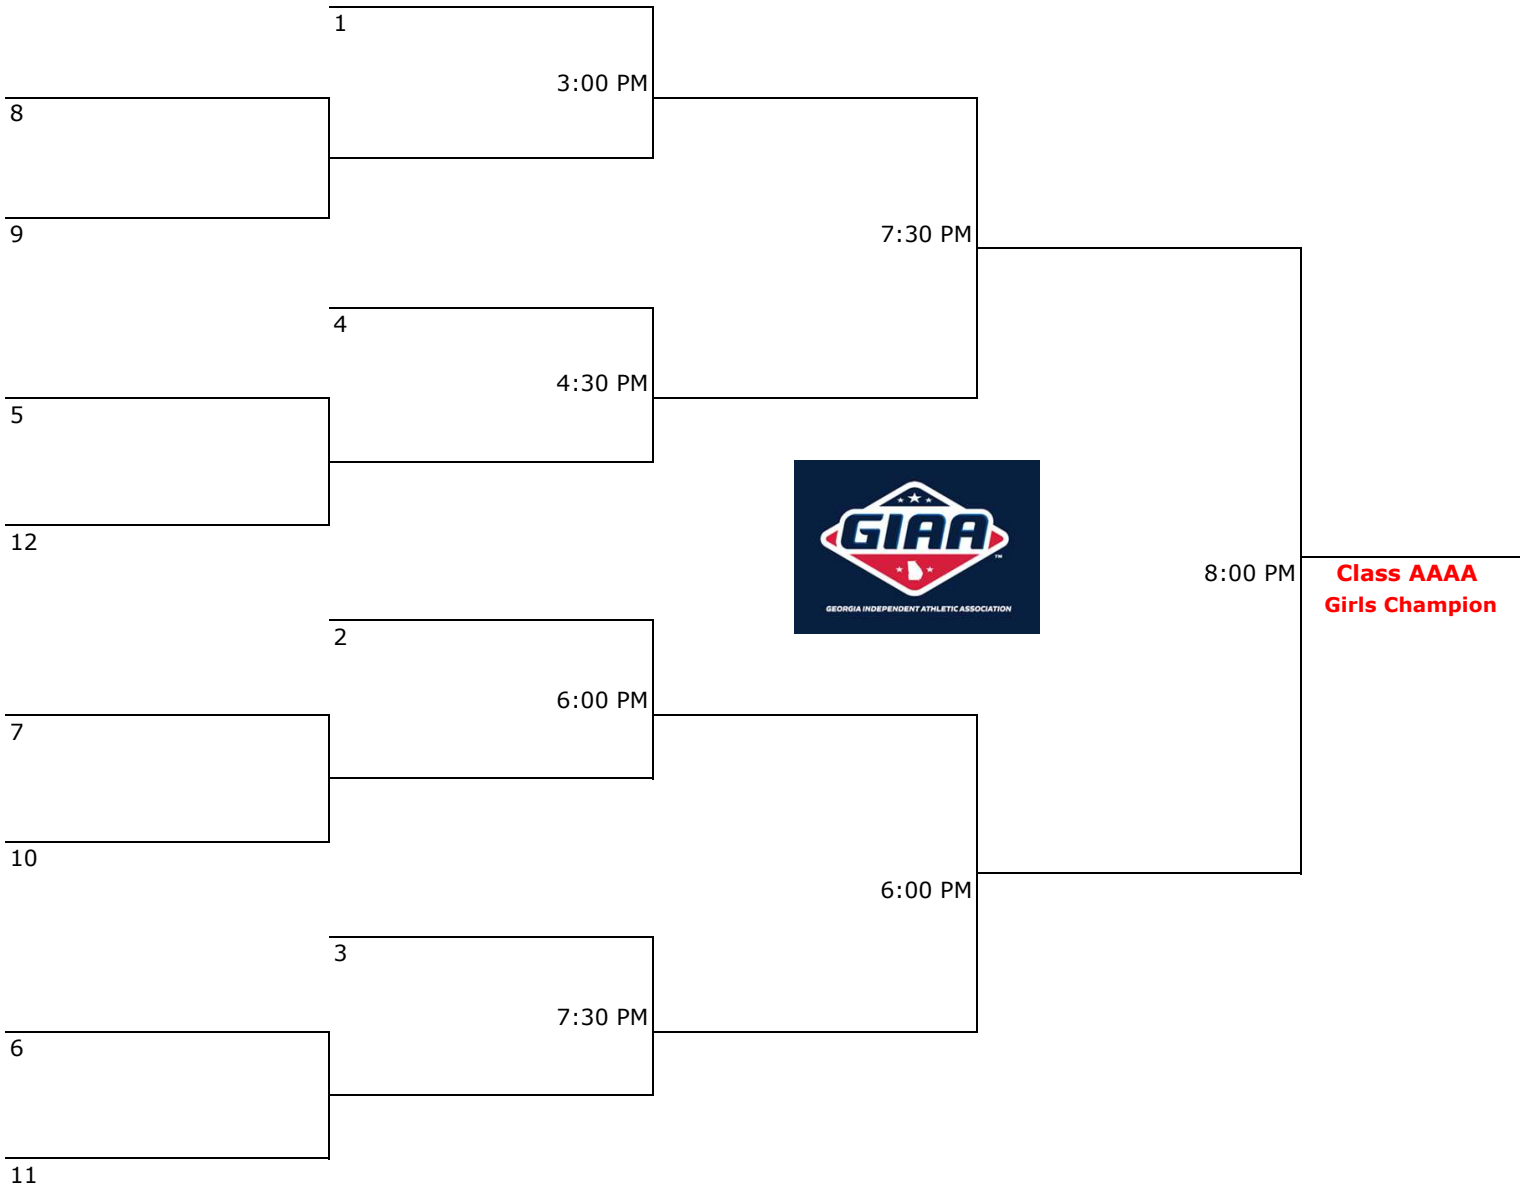 1
3:00 PM
8
9
7:30 PM
4
4:30 PM
5
12
GIAA
TM
GEORGIA INDEPENDENT ATHLETIC ASSOCIATION
8:00 PM
Class AAAA
Girls Champion
2
6:00 PM
7
10
6:00 PM
3
7:30 PM
6
11